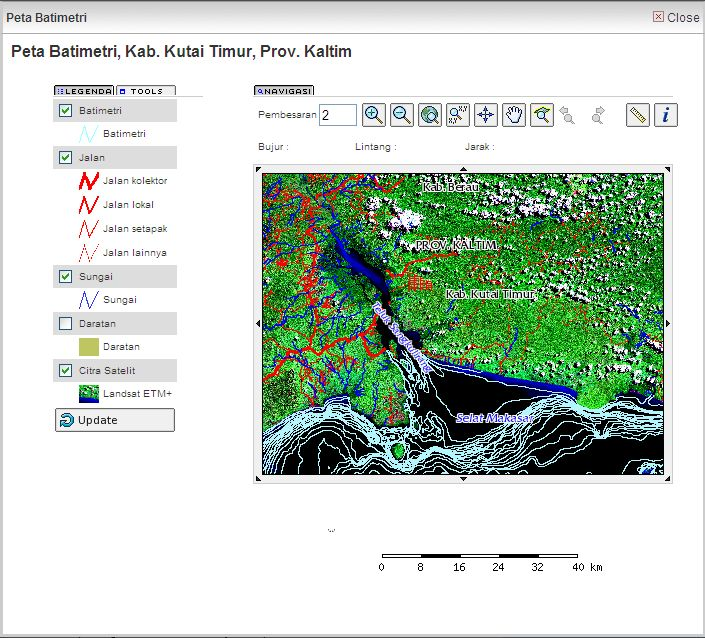 Peta Batimetri
Close
Peta Batimetri, Kab. Kutai Timur, Prov. Kaltim
LEGENDA
TOOLS
Batimetri
Batimetri
Jalan
Jalan kolektor
Jalan lokal
Jalan setapak
Jalan lainnya
Sungai
Sungai
Daratan
Daratan
Citra Satelit
Landsat ETM+
Update
NAVIGASI
Pembesaran 2
x,y
x,y
i
Bujur : Lintang : Jarak :
Kab. Berau
PROV. KALTIM
Kab. Kutai Timur
Teluk
Selat Makasar
0 8 16 24 32 40 km